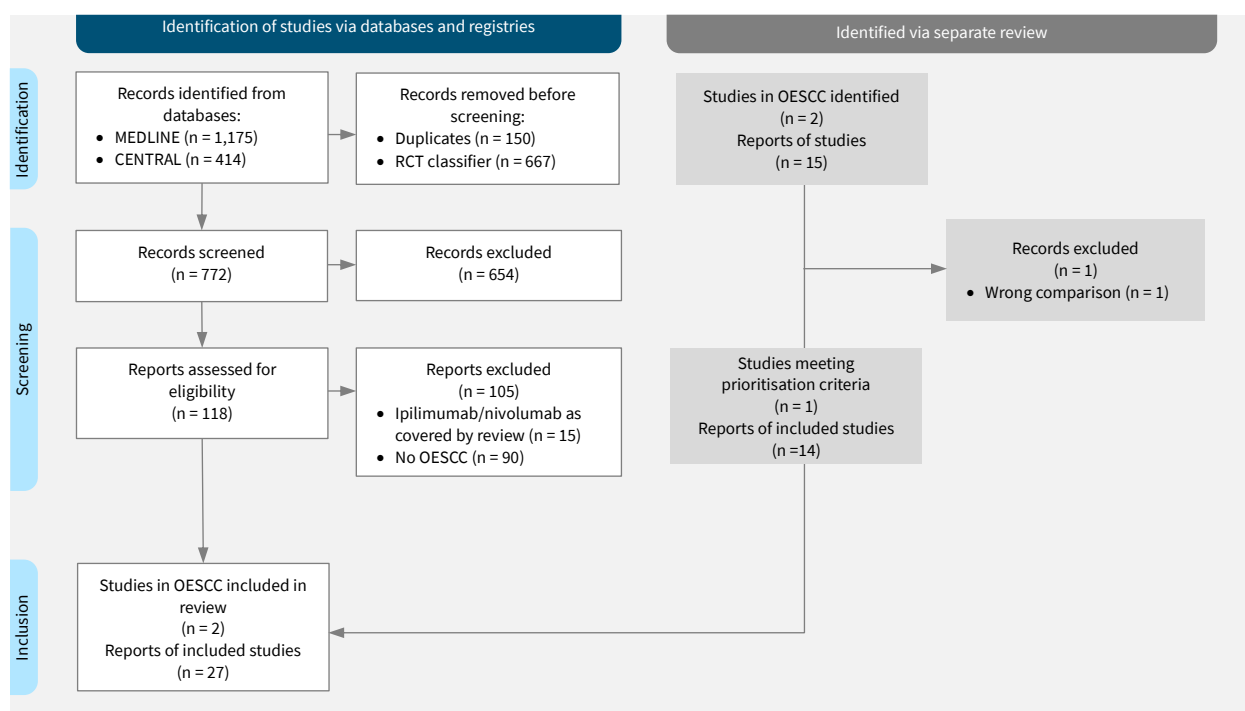 Identification of studies via databases and registries
Identified via separate review
Identification
Records identified from
databases:
• MEDLINE (n = 1,175)
• CENTRAL (n = 414)
Records removed before
screening:
• Duplicates (n = 150)
• RCT classifier (n = 667)
Studies in OESCC identified
(n = 2)
Reports of studies
(n = 15)
Screening
Records screened
(n = 772)
Records excluded
(n = 654)
Records excluded
(n = 1)
• Wrong comparison (n = 1)
Reports assessed for
eligibility
(n = 118)
Reports excluded
(n = 105)
• Ipilimumab/nivolumab as
covered by review (n = 15)
• No OESCC (n = 90)
Studies meeting
prioritisation criteria
(n = 1)
Reports of included studies
(n =14)
Inclusion
Studies in OESCC included in
review
(n = 2)
Reports of included studies
(n = 27)